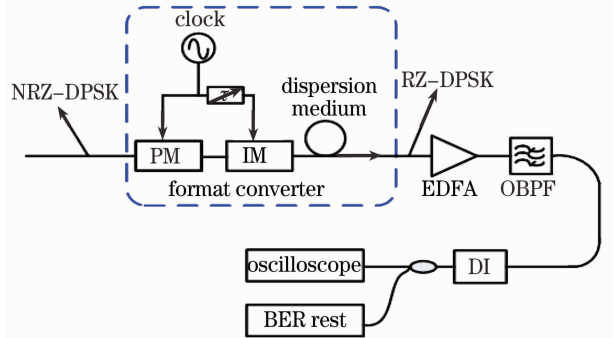 clock
τ
NRZ-DPSK
dispersion
medium
RZ-DPSK
PM
IM
format converter
EDFA
OBPF
oscilloscope
DI
BER rest